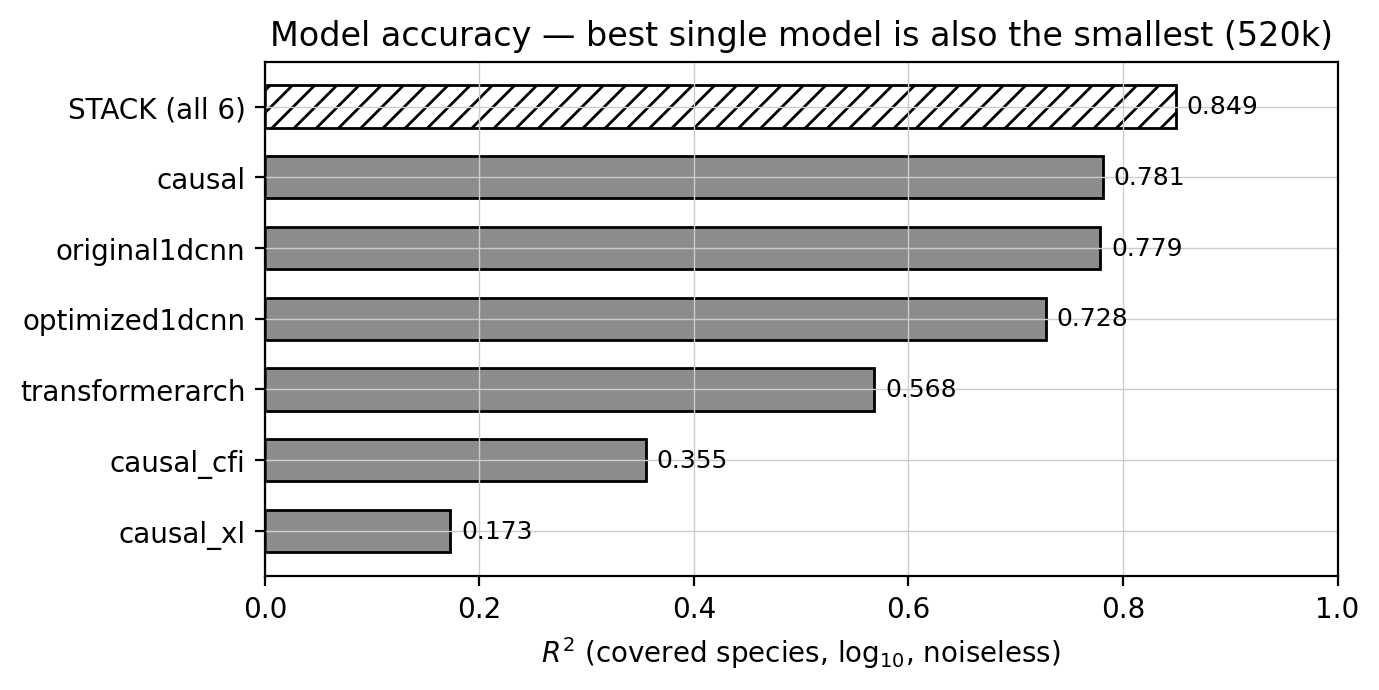 Model accuracy — best single model is also the smallest (520k)
STACK (all 6)
0.849
causal
0.781
original1dcnn
0.779
optimized1dcnn
0.728
transformerarch
0.568
causal_cfi
0.355
causal_xl
0.173
0.0 0.2 0.4 0.6 0.8 1.0
R² (covered species, log₁₀, noiseless)